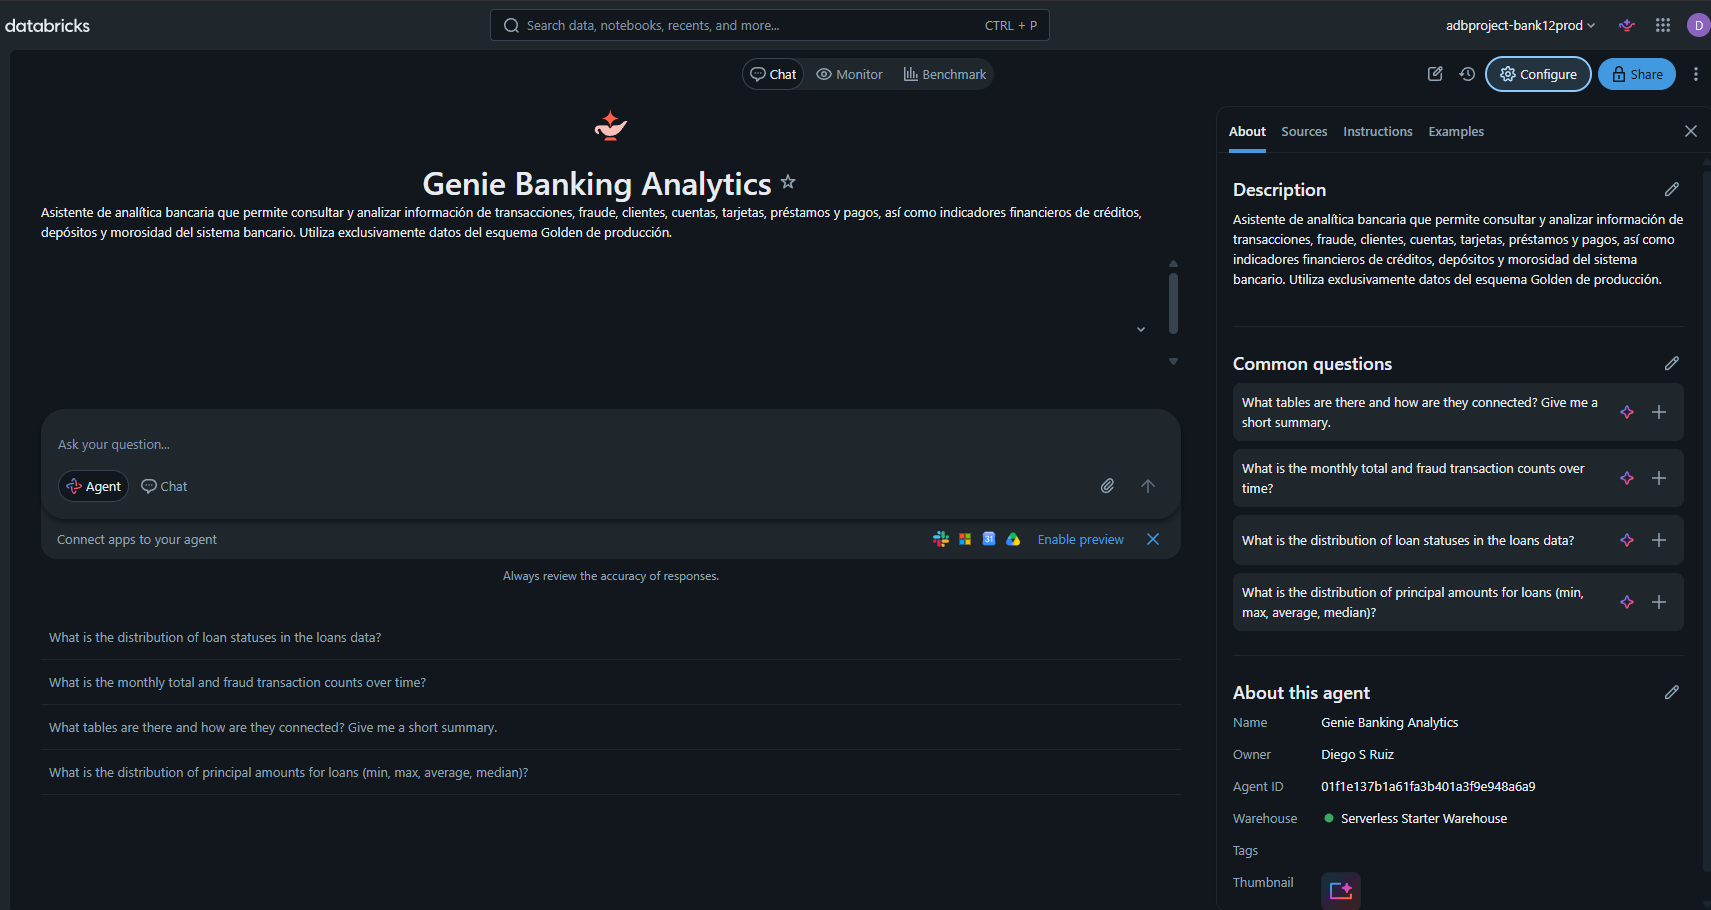 databricks
Search data, notebooks, recents, and more...
CTRL + P
adbproject-bank12prod
D
Chat
Monitor
Benchmark
Configure
Share
Genie Banking Analytics
Asistente de analítica bancaria que permite consultar y analizar información de transacciones, fraude, clientes, cuentas, tarjetas, préstamos y pagos, así como indicadores financieros de créditos,
depósitos y morosidad del sistema bancario. Utiliza exclusivamente datos del esquema Golden de producción.
Ask your question...
Agent
Chat
Connect apps to your agent
31
Enable preview
Always review the accuracy of responses.
What is the distribution of loan statuses in the loans data?
What is the monthly total and fraud transaction counts over time?
What tables are there and how are they connected? Give me a short summary.
What is the distribution of principal amounts for loans (min, max, average, median)?
About
Sources
Instructions
Examples
Description
Asistente de analítica bancaria que permite consultar y analizar información de
transacciones, fraude, clientes, cuentas, tarjetas, préstamos y pagos, así como
indicadores financieros de créditos, depósitos y morosidad del sistema
bancario. Utiliza exclusivamente datos del esquema Golden de producción.
Common questions
What tables are there and how are they connected? Give me a
short summary.
What is the monthly total and fraud transaction counts over
time?
What is the distribution of loan statuses in the loans data?
What is the distribution of principal amounts for loans (min,
max, average, median)?
About this agent
Name
Genie Banking Analytics
Owner
Diego S Ruiz
Agent ID
01f1e137b1a61fa3b401a3f9e948a6a9
Warehouse
Serverless Starter Warehouse
Tags
Thumbnail